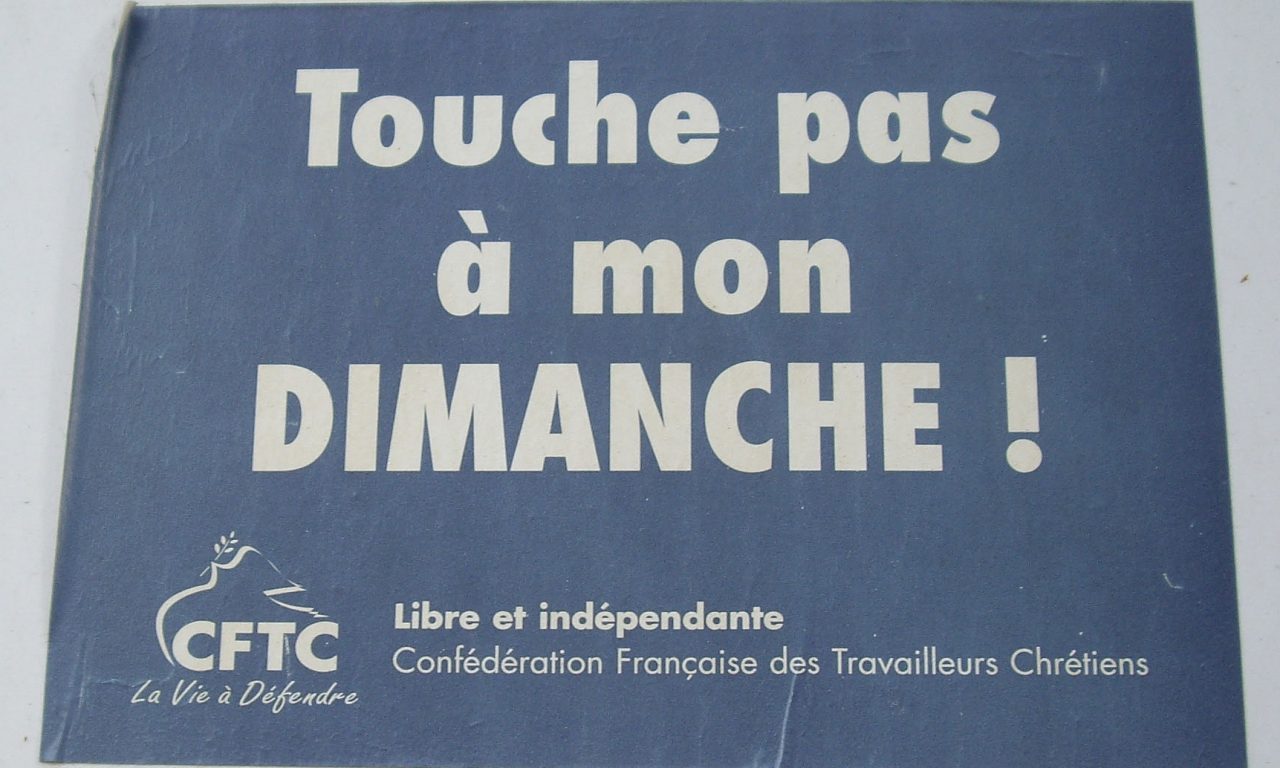 Touche pas
à mon
DIMANCHE !
CFTC
La Vie à Défendre
Libre et indépendante
Confédération Française des Travailleurs Chrétiens